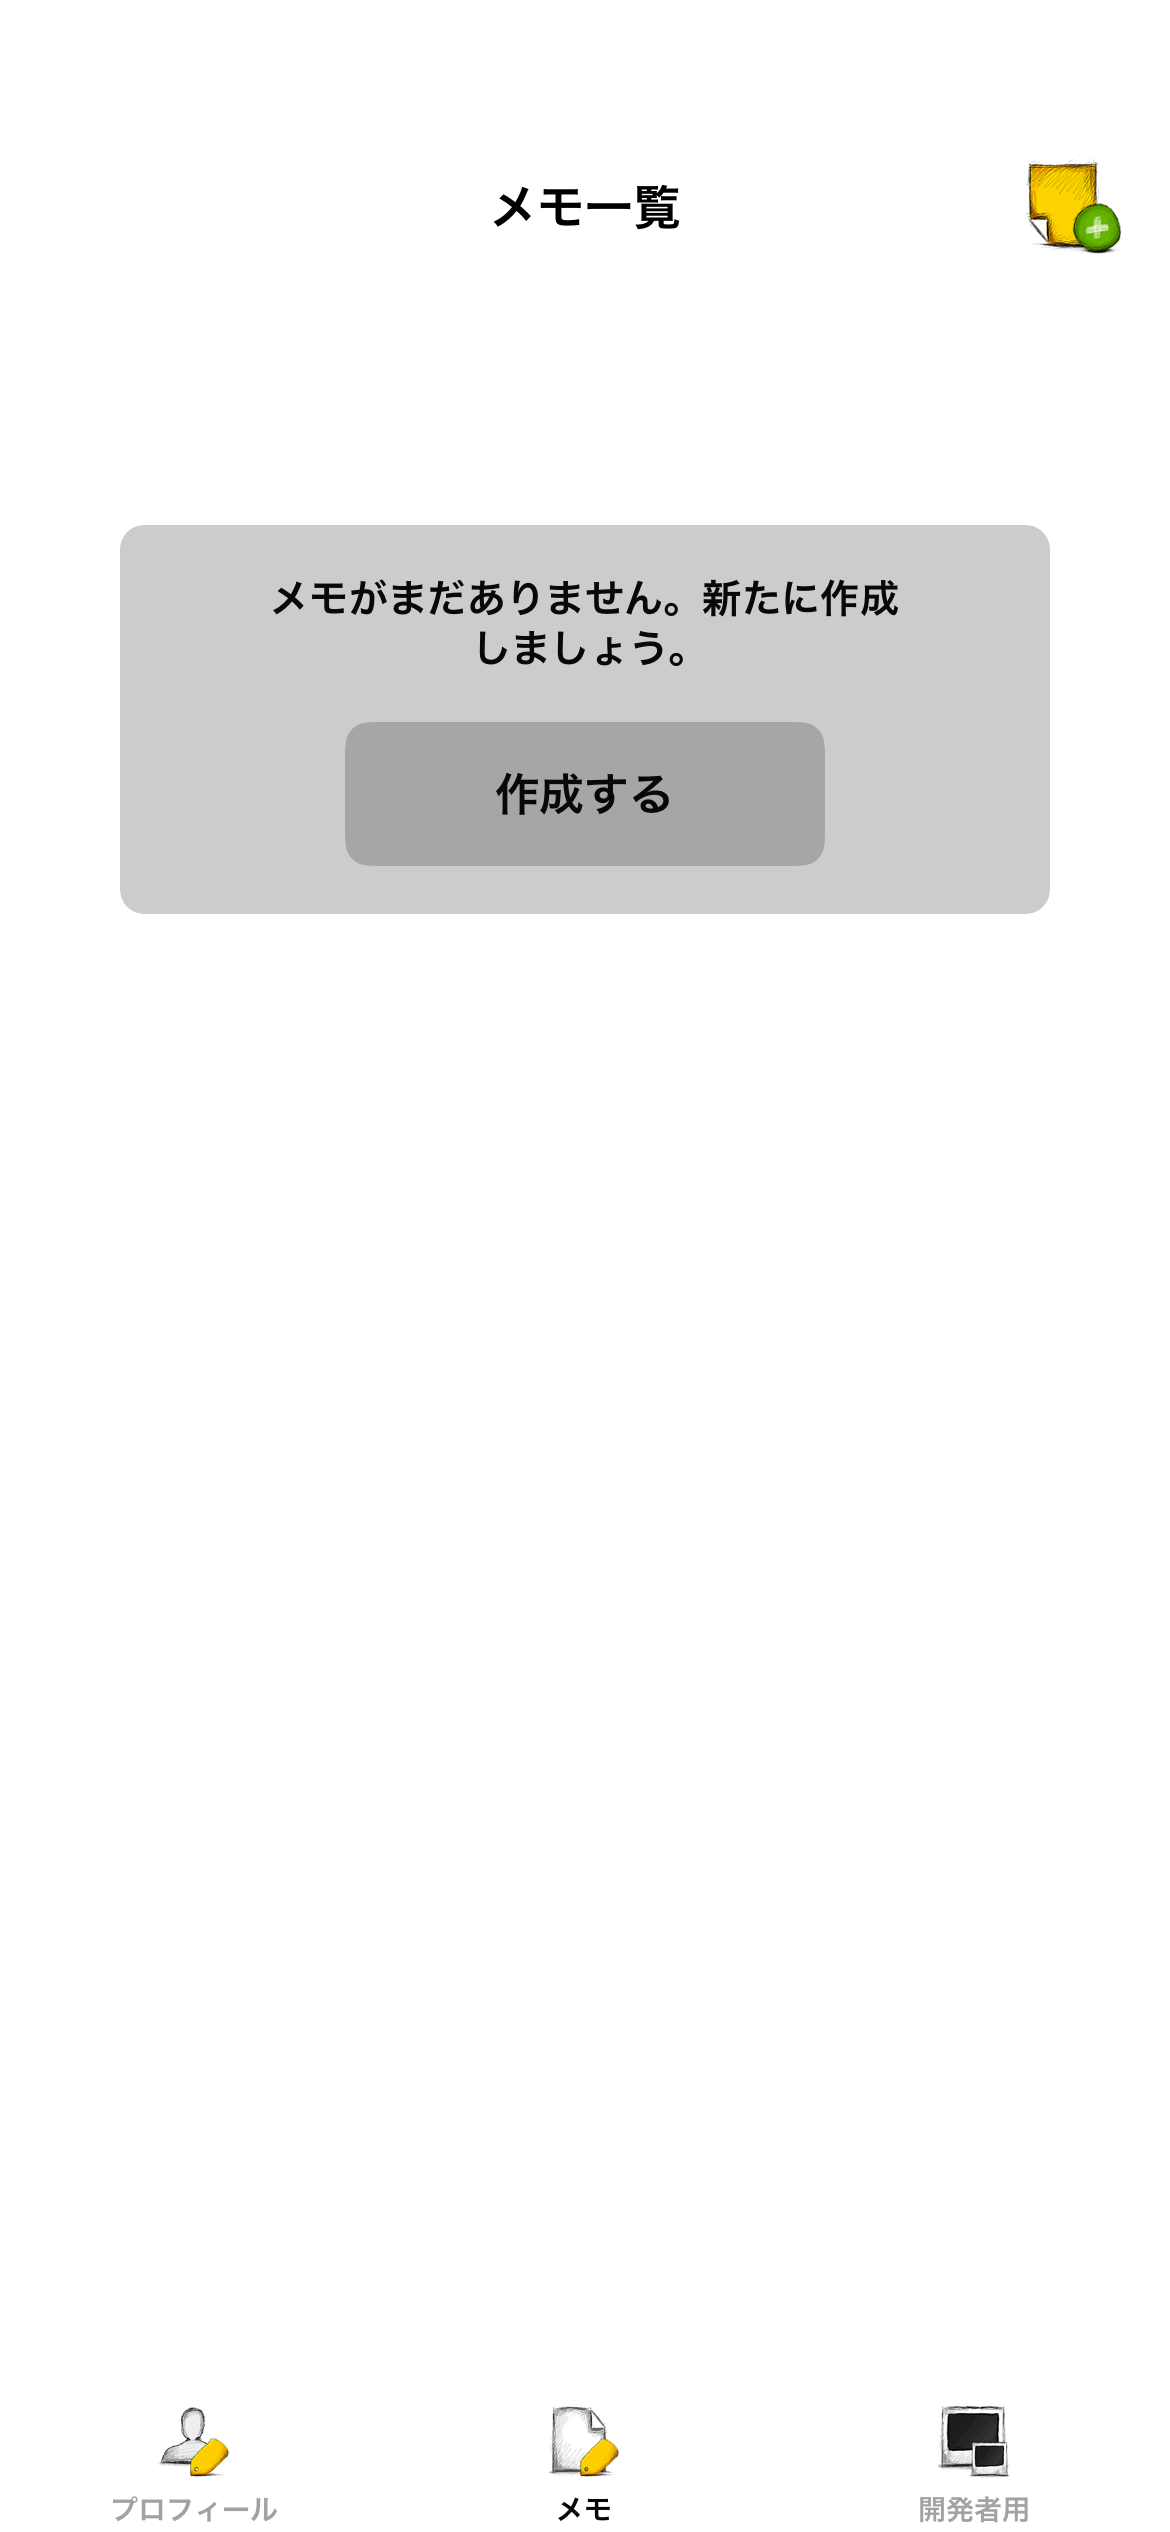 メモ一覧
メモがまだありません。新たに作成
しましょう。
作成する
プロフィール
メモ
開発者用